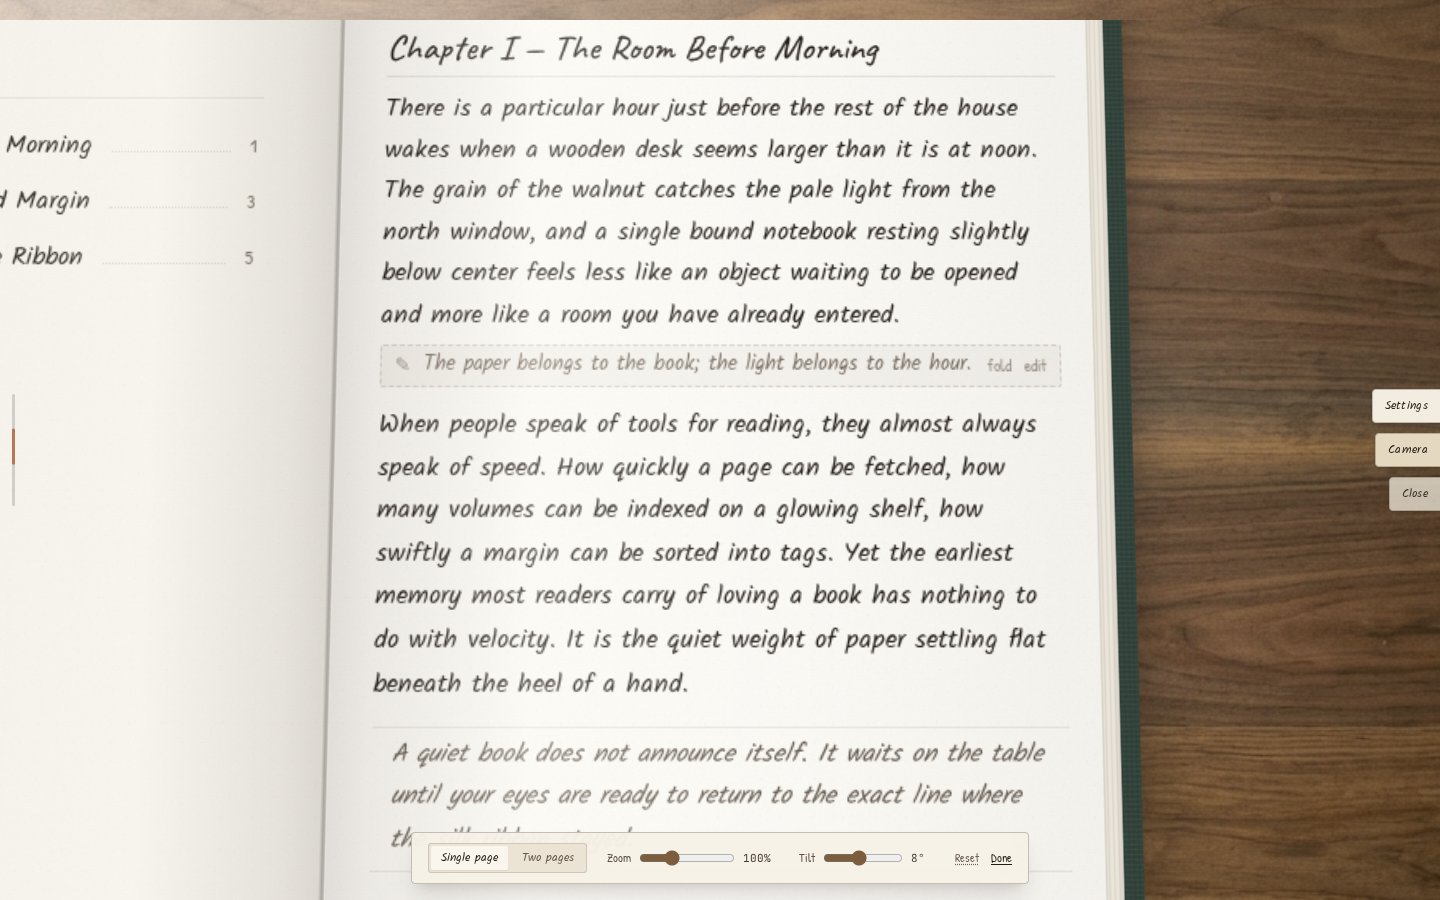 Morning 1
Margin 3
Ribbon 5
Chapter I — The Room Before Morning
There is a particular hour just before the rest of the house
wakes when a wooden desk seems larger than it is at noon.
The grain of the walnut catches the pale light from the
north window, and a single bound notebook resting slightly
below center feels less like an object waiting to be opened
and more like a room you have already entered.
✎ The paper belongs to the book; the light belongs to the hour. fold edit
When people speak of tools for reading, they almost always
speak of speed. How quickly a page can be fetched, how
many volumes can be indexed on a glowing shelf, how
swiftly a margin can be sorted into tags. Yet the earliest
memory most readers carry of loving a book has nothing to
do with velocity. It is the quiet weight of paper settling flat
beneath the heel of a hand.
A quiet book does not announce itself. It waits on the table
until your eyes are ready to return to the exact line where
Settings
Camera
Close
Single page Two pages Zoom 100% Tilt 8° Reset Done